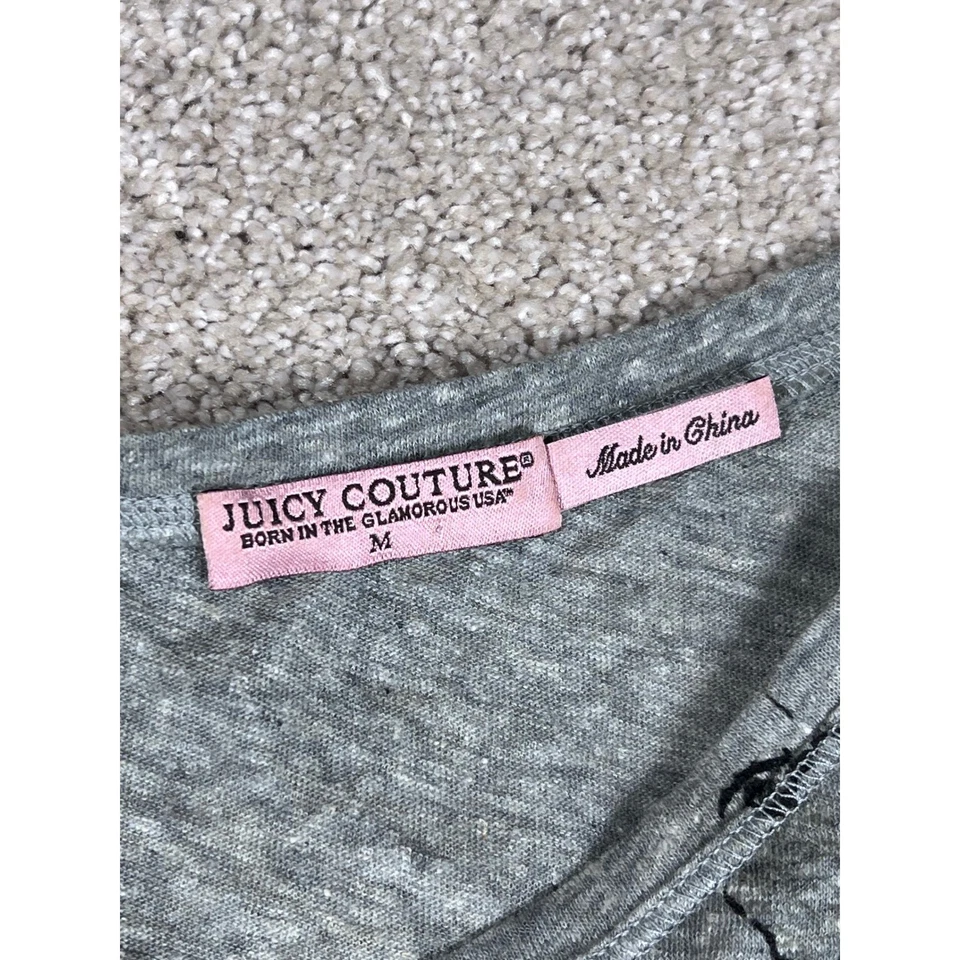 JUICY COUTURE®
BORN IN THE GLAMOROUS USA™
M
Made in China